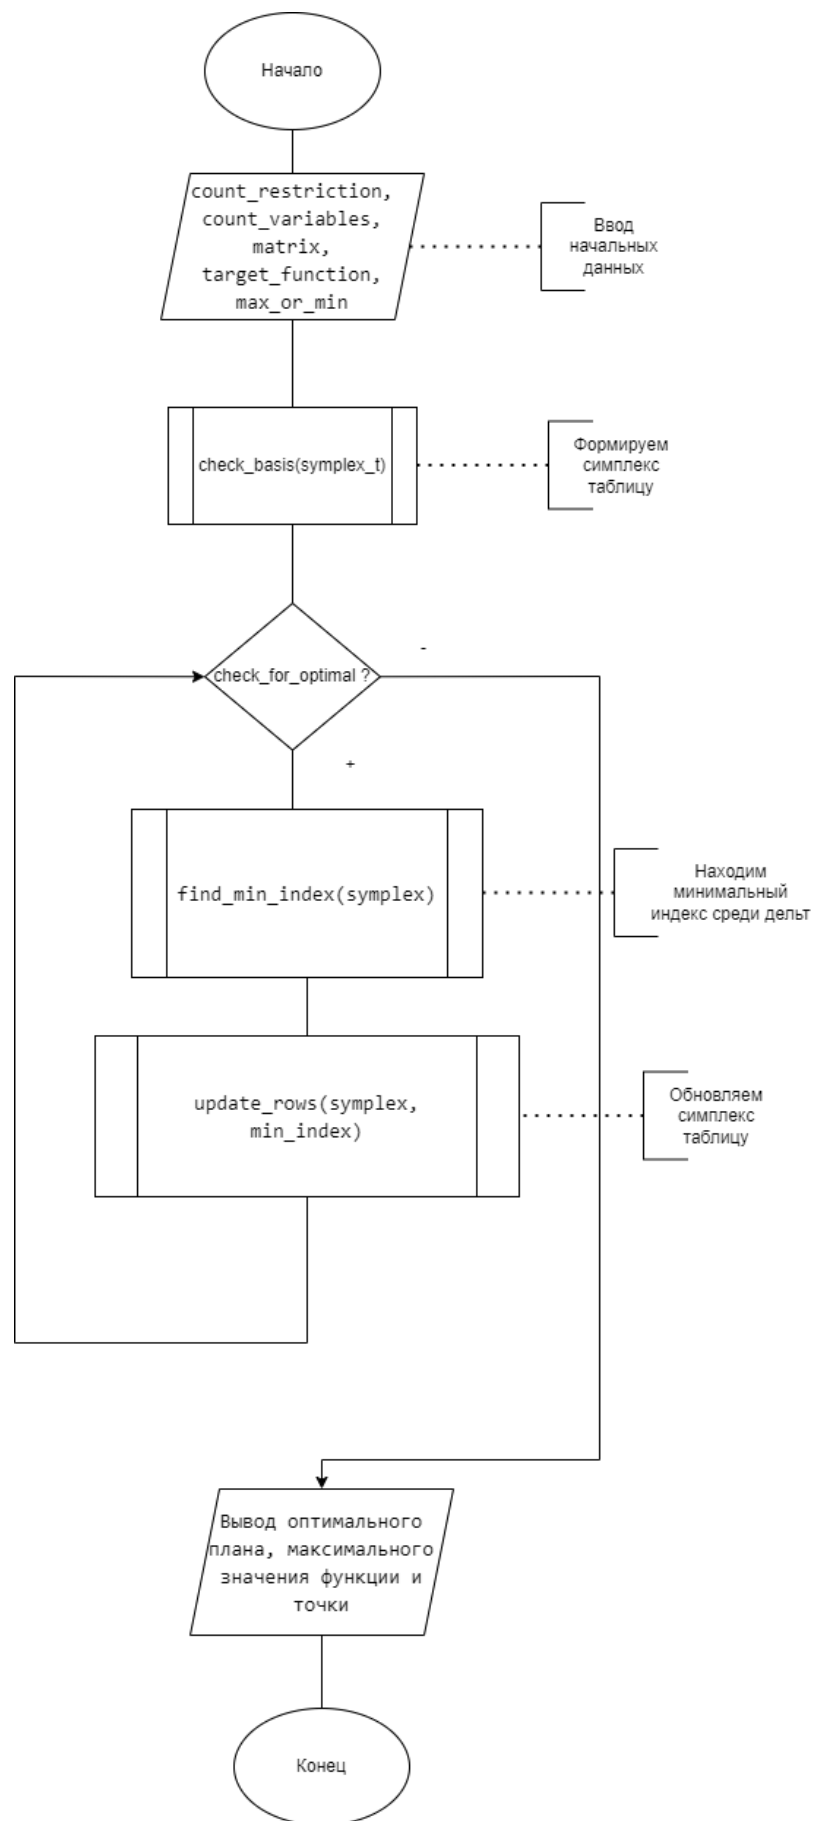 Начало
count_restriction,
count_variables,
matrix,
target_function,
max_or_min
Ввод
начальных
данных
check_basis(symplex_t)
Формируем
симплекс
таблицу
-
check_for_optimal ?
+
find_min_index(symplex)
Находим
минимальный
индекс среди дельт
update_rows(symplex,
min_index)
Обновляем
симплекс
таблицу
Вывод оптимального
плана, максимального
значения функции и
точки
Конец